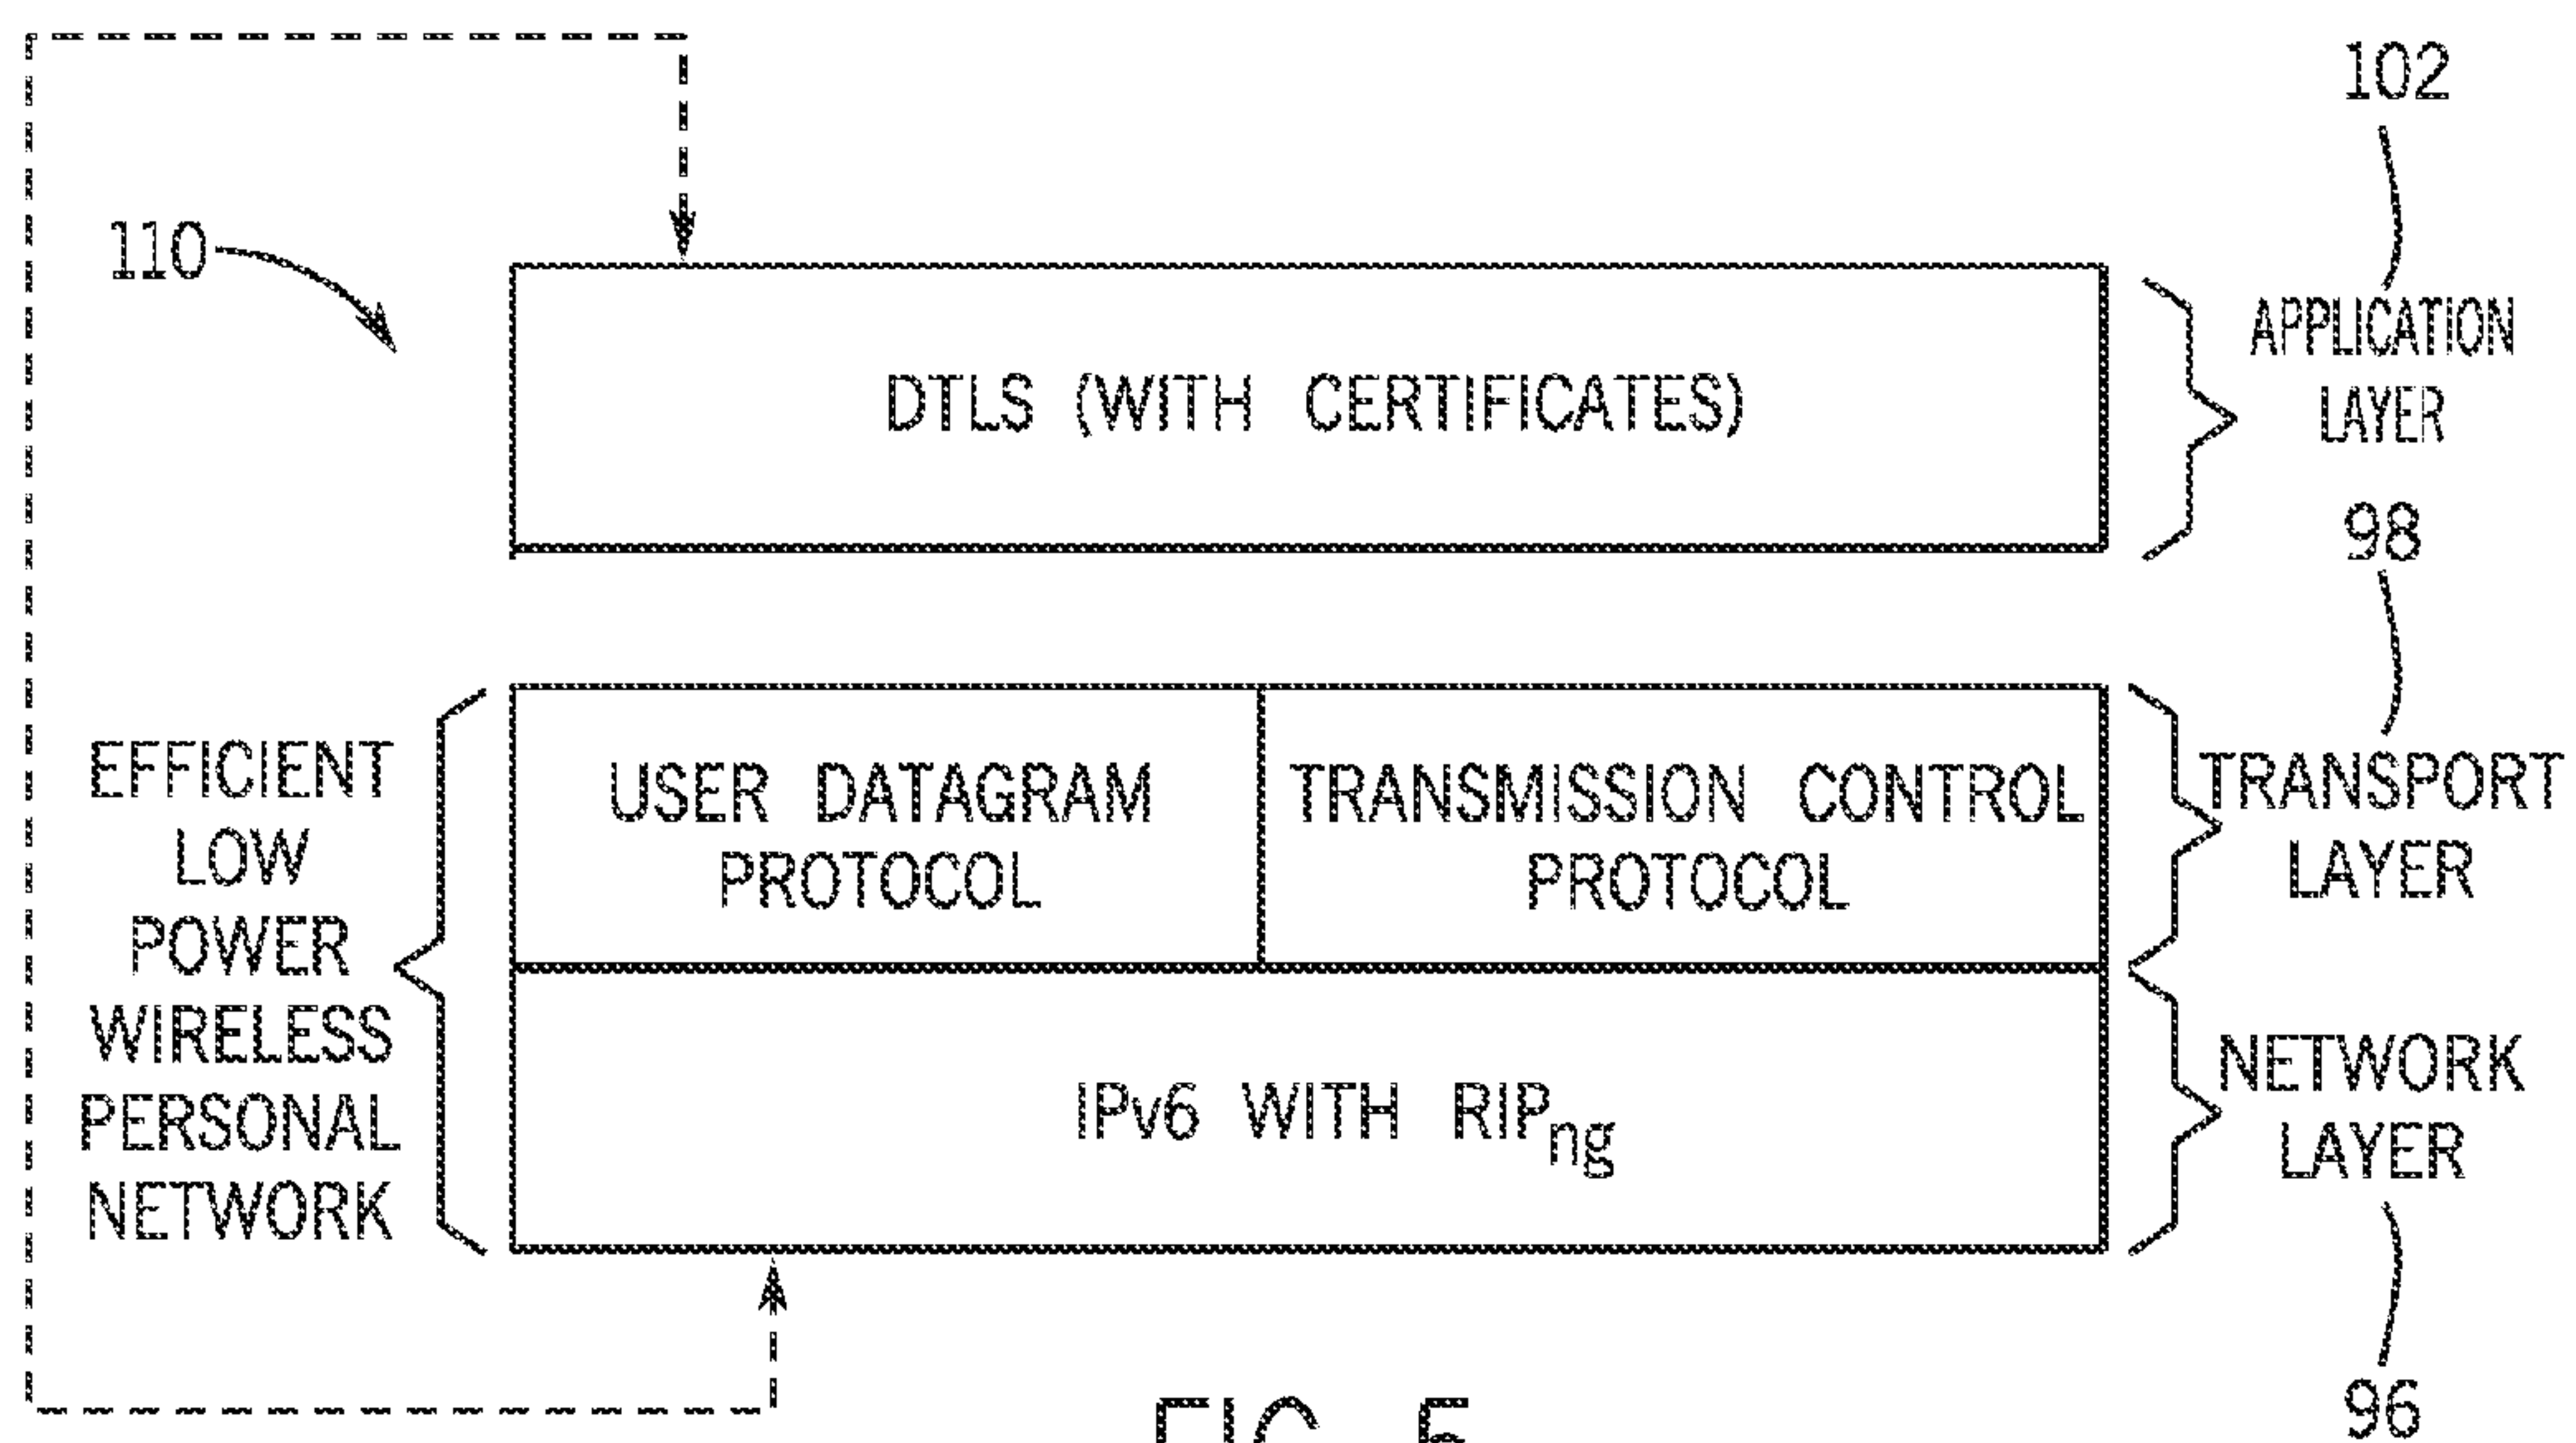 102
110
APPLICATION
LAYER
DTLS (WITH CERTIFICATES)
98
EFFICIENT
LOW
POWER
WIRELESS
PERSONAL
NETWORK
USER DATAGRAM
PROTOCOL
TRANSMISSION CONTROL
PROTOCOL
TRANSPORT
LAYER
IPv6 WITH RIPng
NETWORK
LAYER
96